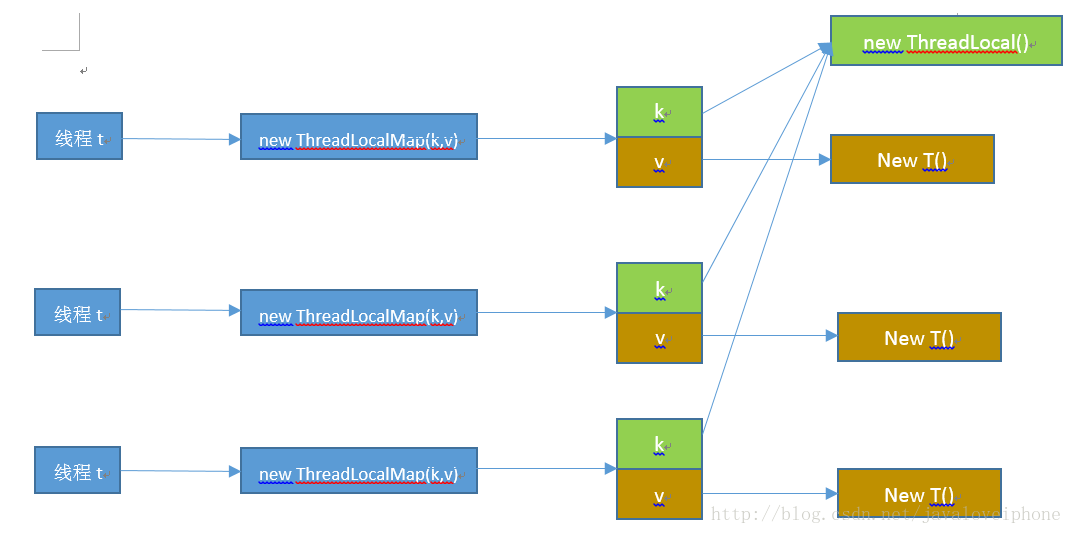 new ThreadLocal()
线程 t
new ThreadLocalMap(k,v)
k
v
New T()
线程 t
new ThreadLocalMap(k,v)
k
v
New T()
线程 t
new ThreadLocalMap(k,v)
k
v
New T()
http://blog.csdn.net/javaloveiphone